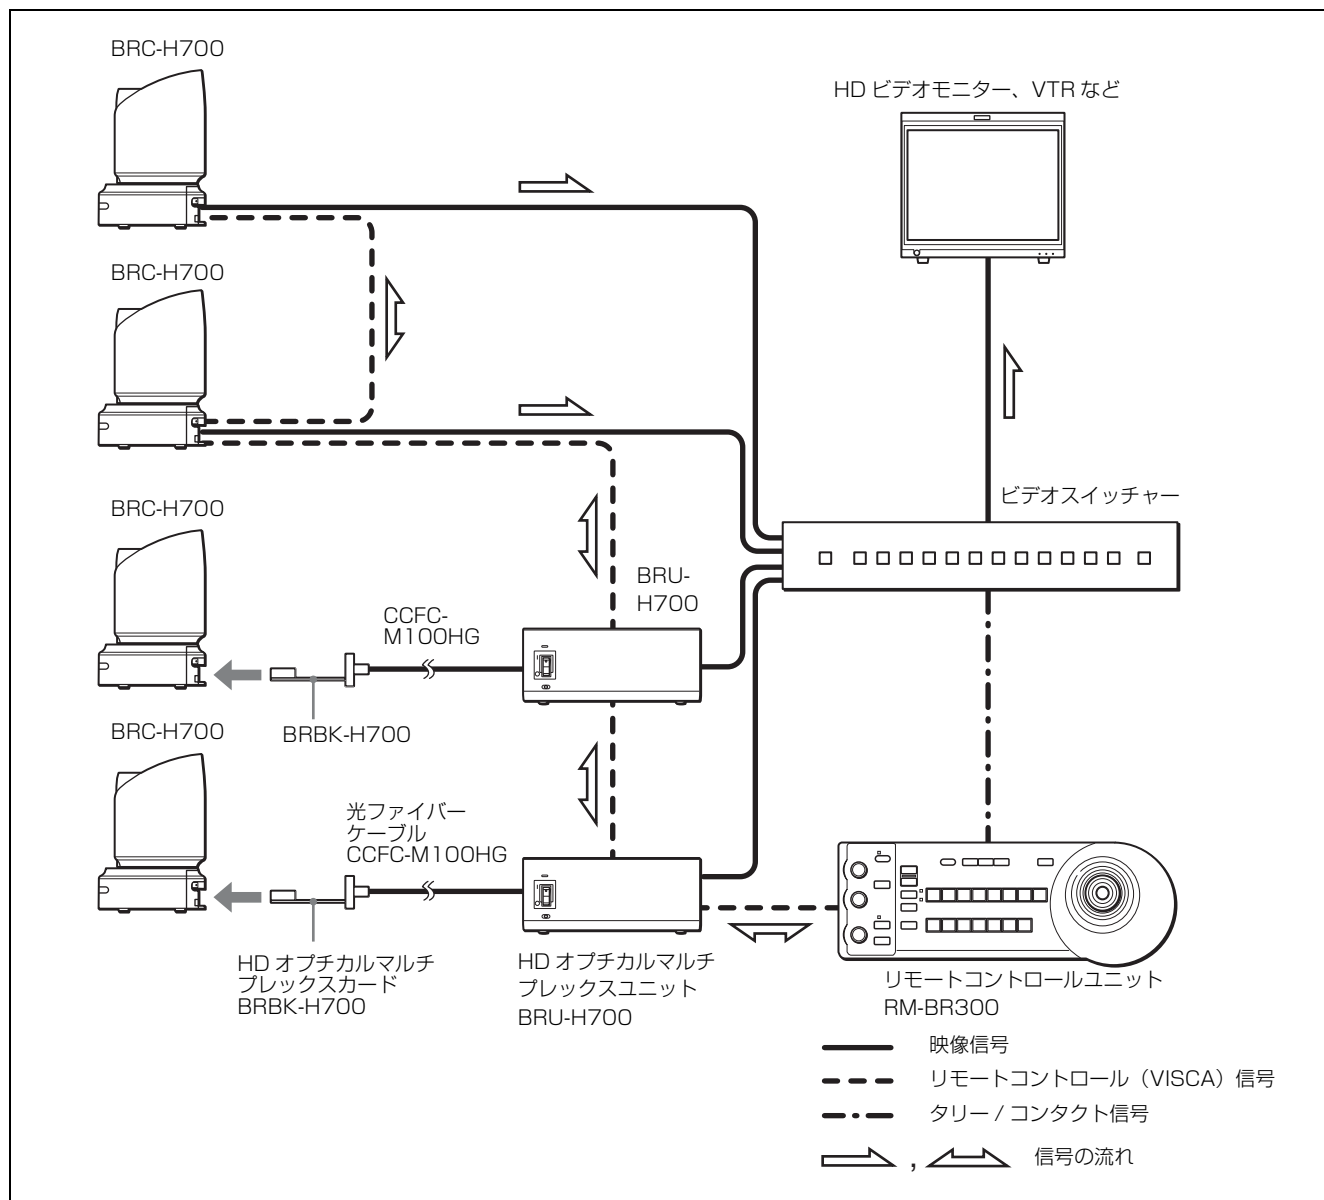 BRC-H700
HD ビデオモニター、VTR など
BRC-H700
ビデオスイッチャー
BRC-H700
BRU-
H700
CCFC-
M100HG
BRBK-H700
BRC-H700
光ファイバー
ケーブル
CCFC-M100HG
HD オプチカルマルチ
プレックスカード
BRBK-H700
HD オプチカルマルチ
プレックスユニット
BRU-H700
リモートコントロールユニット
RM-BR300
映像信号
リモートコントロール（VISCA）信号
タリー / コンタクト信号
, 信号の流れ